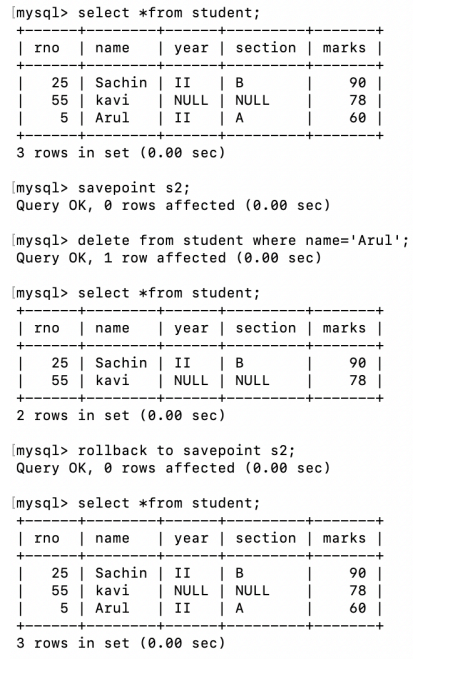 [mysql> select *from student;
+------+--------+------+---------+-------+
| rno | name | year | section | marks |
+------+--------+------+---------+-------+
| 25 | Sachin | II | B | 90 |
| 55 | kavi | NULL | NULL | 78 |
| 5 | Arul | II | A | 60 |
+------+--------+------+---------+-------+
3 rows in set (0.00 sec)
[mysql> savepoint s2;
Query OK, 0 rows affected (0.00 sec)
[mysql> delete from student where name='Arul';
Query OK, 1 row affected (0.00 sec)
[mysql> select *from student;
+------+--------+------+---------+-------+
| rno | name | year | section | marks |
+------+--------+------+---------+-------+
| 25 | Sachin | II | B | 90 |
| 55 | kavi | NULL | NULL | 78 |
+------+--------+------+---------+-------+
2 rows in set (0.00 sec)
[mysql> rollback to savepoint s2;
Query OK, 0 rows affected (0.00 sec)
[mysql> select *from student;
+------+--------+------+---------+-------+
| rno | name | year | section | marks |
+------+--------+------+---------+-------+
| 25 | Sachin | II | B | 90 |
| 55 | kavi | NULL | NULL | 78 |
| 5 | Arul | II | A | 60 |
+------+--------+------+---------+-------+
3 rows in set (0.00 sec)